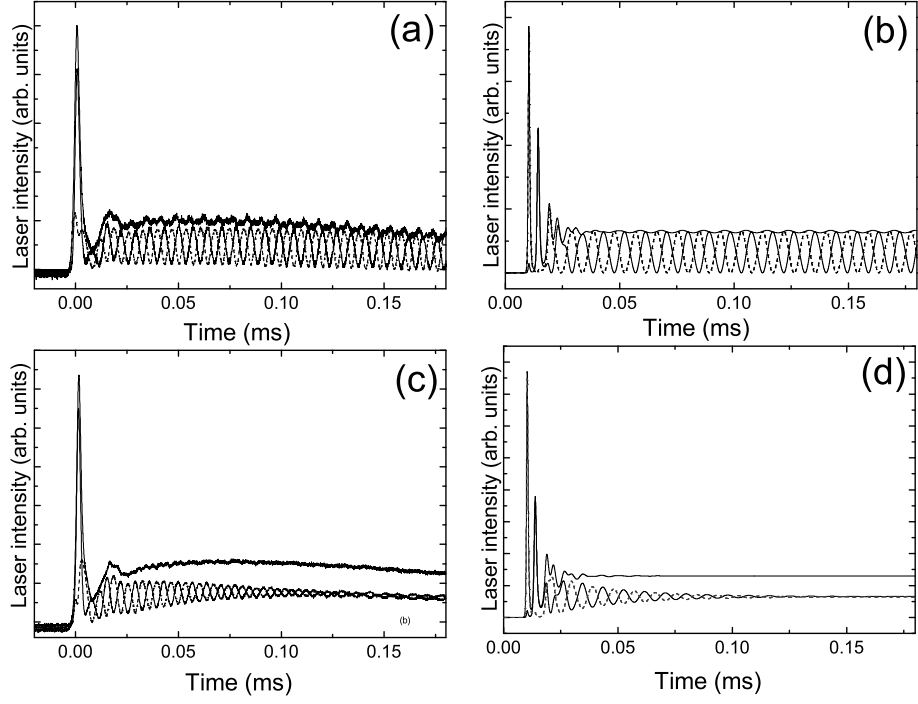 (a)
Laser intensity (arb. units)
0.00 0.05 0.10 0.15
Time (ms)
(b)
Laser intensity (arb. units)
0.00 0.05 0.10 0.15
Time (ms)
(c)
Laser intensity (arb. units)
(b)
0.00 0.05 0.10 0.15
Time (ms)
(d)
Laser intensity (arb. units)
0.00 0.05 0.10 0.15
Time (ms)